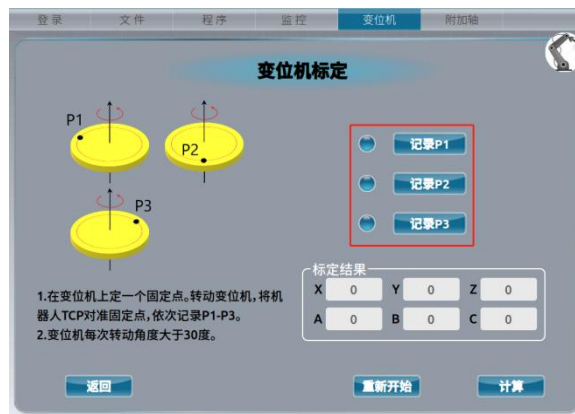 登录 文件 程序 监控 变位机 附加轴
变位机标定
P1
P2
P3
记录P1
记录P2
记录P3
标定结果
X 0 Y 0 Z 0
A 0 B 0 C 0
1.在变位机上定一个固定点。转动变位机,将机
器人TCP对准固定点,依次记录P1-P3。
2.变位机每次转动角度大于30度。
返回 重新开始 计算